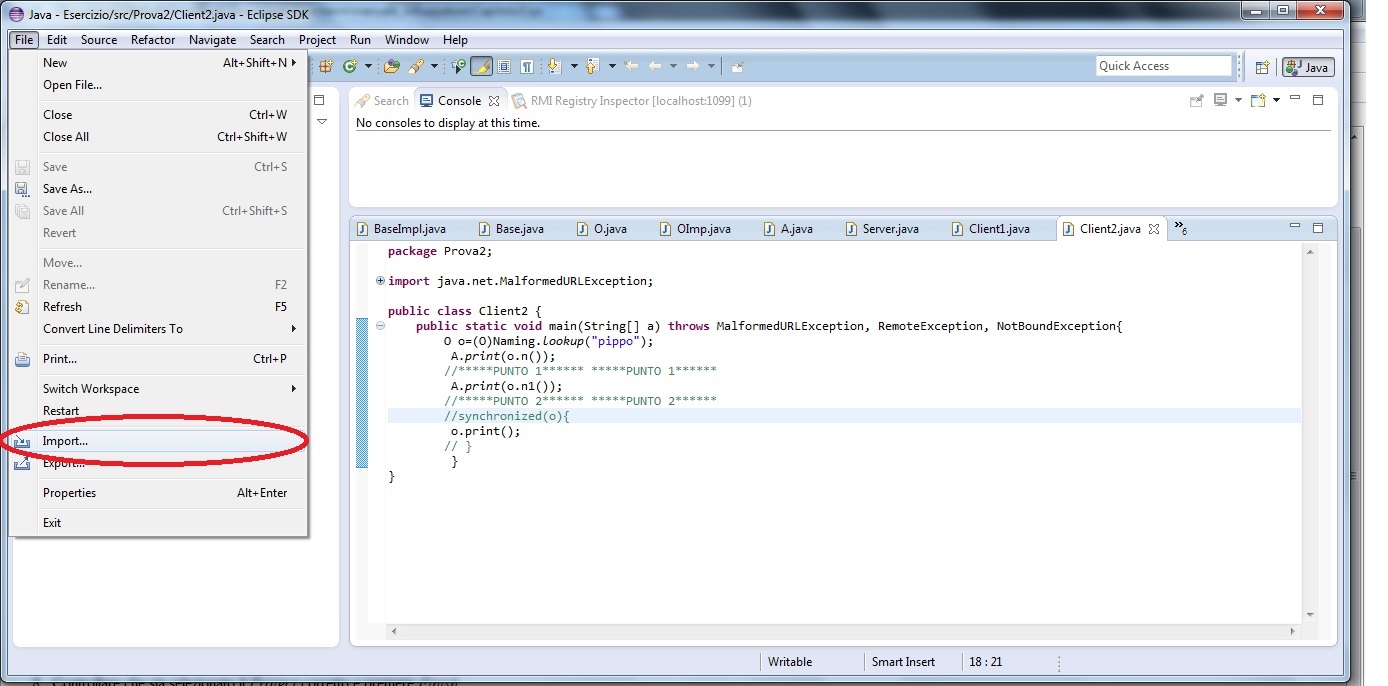 Java - Esercizio/src/Prova2/Client2.java - Eclipse SDK
File Edit Source Refactor Navigate Search Project Run Window Help
New Alt+Shift+N
Open File...
Close Ctrl+W
Close All Ctrl+Shift+W
Save Ctrl+S
Save As...
Save All Ctrl+Shift+S
Revert
Move...
Rename... F2
Refresh F5
Convert Line Delimiters To
Print... Ctrl+P
Switch Workspace
Restart
Import...
Export...
Properties Alt+Enter
Exit
Quick Access
Java
Search Console RMI Registry Inspector [localhost:1099] (1)
No consoles to display at this time.
BaseImpl.java Base.java O.java OImp.java A.java Server.java Client1.java Client2.java »6
package Prova2;
import java.net.MalformedURLException;
public class Client2 {
public static void main(String[] a) throws MalformedURLException, RemoteException, NotBoundException{
O o=(O)Naming.lookup("pippo");
A.print(o.n());
//*****PUNTO 1****** *****PUNTO 1******
A.print(o.n1());
//*****PUNTO 2****** *****PUNTO 2******
//synchronized(o){
o.print();
// }
}
}
Writable Smart Insert 18 : 21